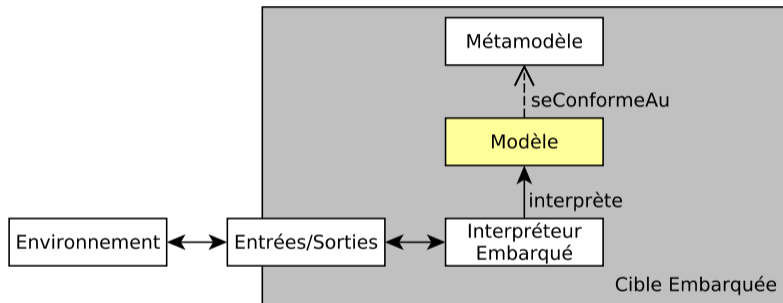 Métamodèle
seConformeAu
Modèle
interprète
Environnement
Entrées/Sorties
Interpréteur
Embarqué
Cible Embarquée